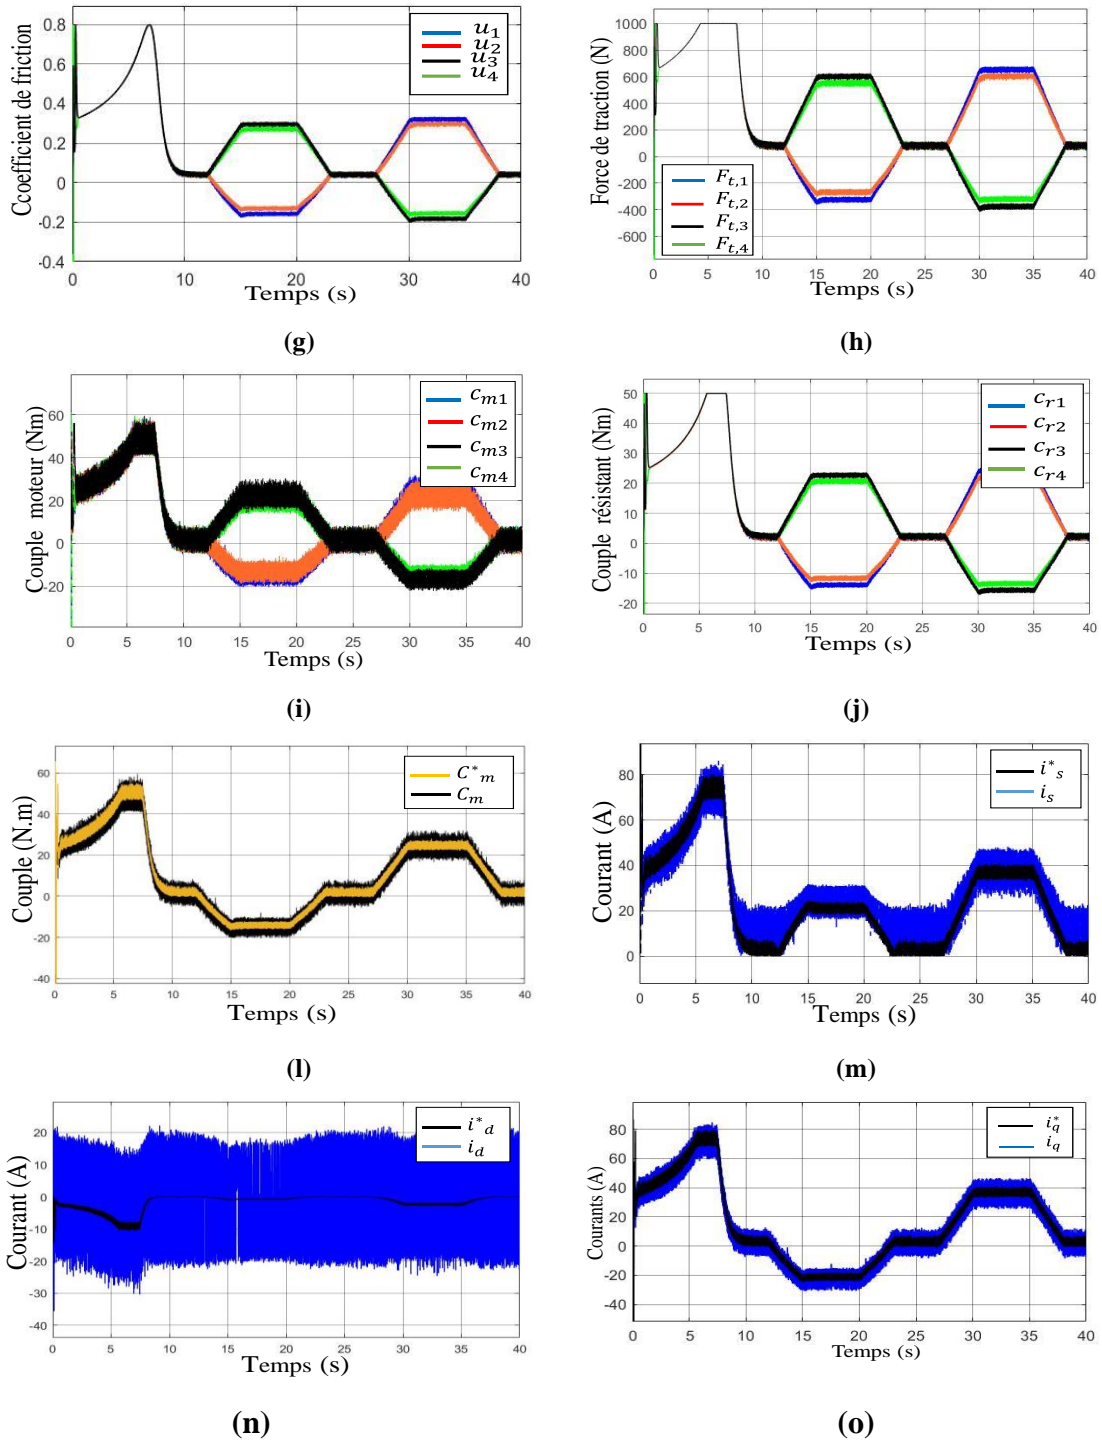 Ccoefficient de friction
0.8
0.6
0.4
0.2
0
-0.2
-0.4
u1
u2
u3
u4
0 10 20 30 40
Temps (s)
(g)
Force de traction (N)
1000
800
600
400
200
0
-200
-400
-600
Ft,1
Ft,2
Ft,3
Ft,4
0 5 10 15 20 25 30 35 40
Temps (s)
(h)
Couple moteur (Nm)
60
40
20
0
-20
cm1
cm2
cm3
cm4
0 5 10 15 20 25 30 35 40
Temps (s)
(i)
Couple résistant (Nm)
50
40
30
20
10
0
-10
-20
cr1
cr2
cr3
cr4
0 5 10 15 20 25 30 35 40
Temps (s)
(j)
Couple (N.m)
60
40
20
0
-20
-40
C*m
Cm
0 5 10 15 20 25 30 35 40
Temps (s)
(l)
Courant (A)
80
60
40
20
0
i*s
is
0 5 10 15 20 25 30 35 40
Temps (s)
(m)
Courant (A)
20
10
0
-10
-20
-30
-40
i*d
id
0 5 10 15 20 25 30 35 40
Temps (s)
(n)
Courants (A)
80
60
40
20
0
-20
-40
i*q
iq
0 5 10 15 20 25 30 35 40
Temps (s)
(o)